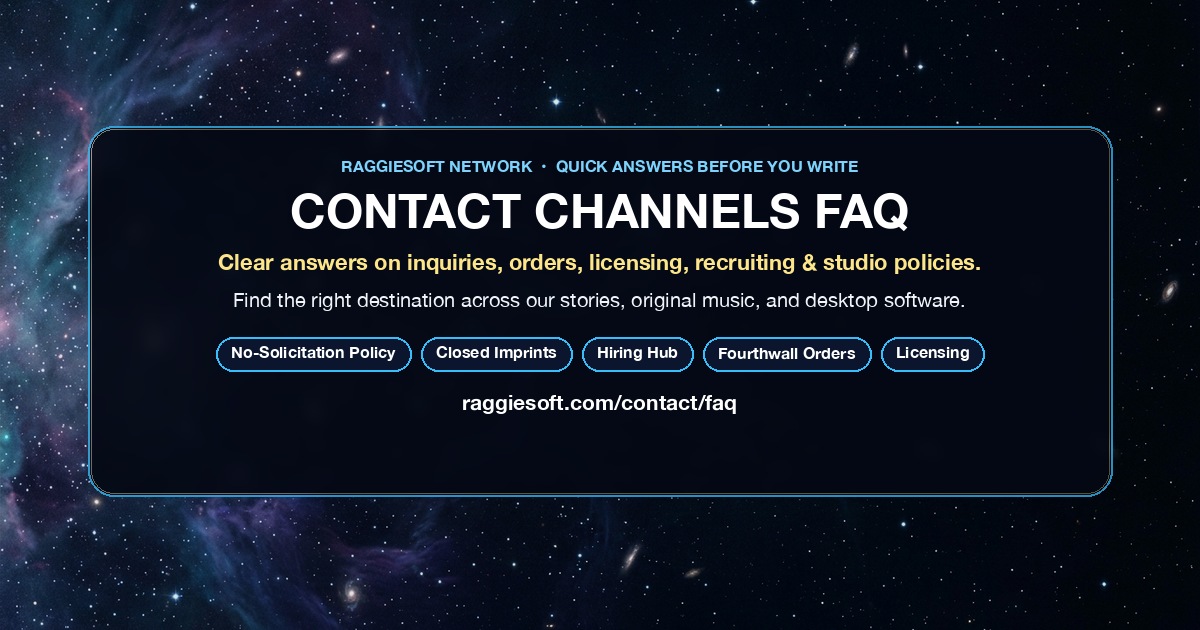 RAGGIESOFT NETWORK • QUICK ANSWERS BEFORE YOU WRITE
CONTACT CHANNELS FAQ
Clear answers on inquiries, orders, licensing, recruiting & studio policies.
Find the right destination across our stories, original music, and desktop software.
No-Solicitation Policy Closed Imprints Hiring Hub Fourthwall Orders Licensing
raggiesoft.com/contact/faq